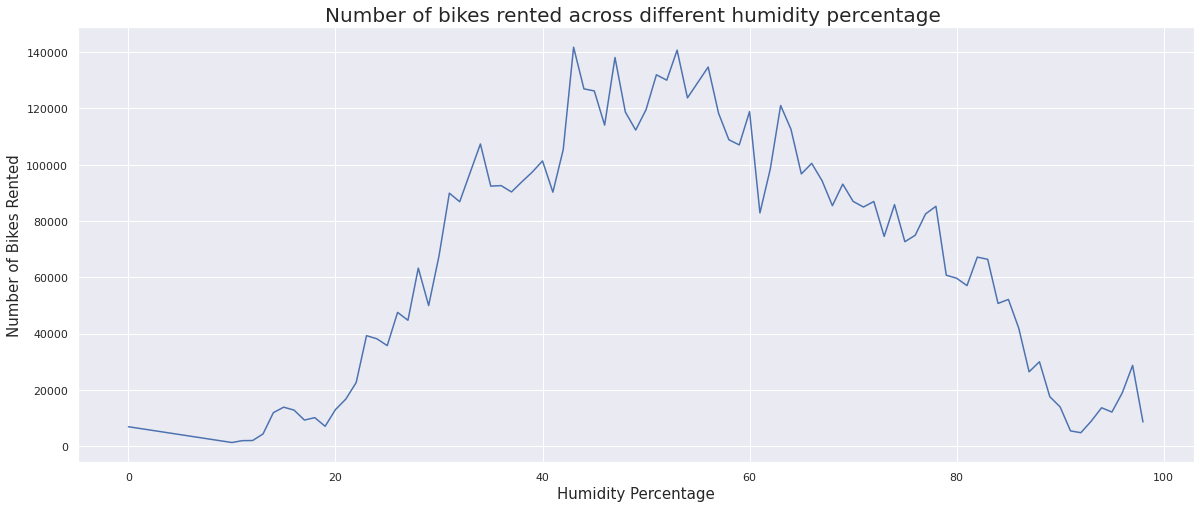 Number of bikes rented across different humidity percentage
140000
120000
100000
80000
60000
40000
20000
0
Number of Bikes Rented
0 20 40 60 80 100
Humidity Percentage